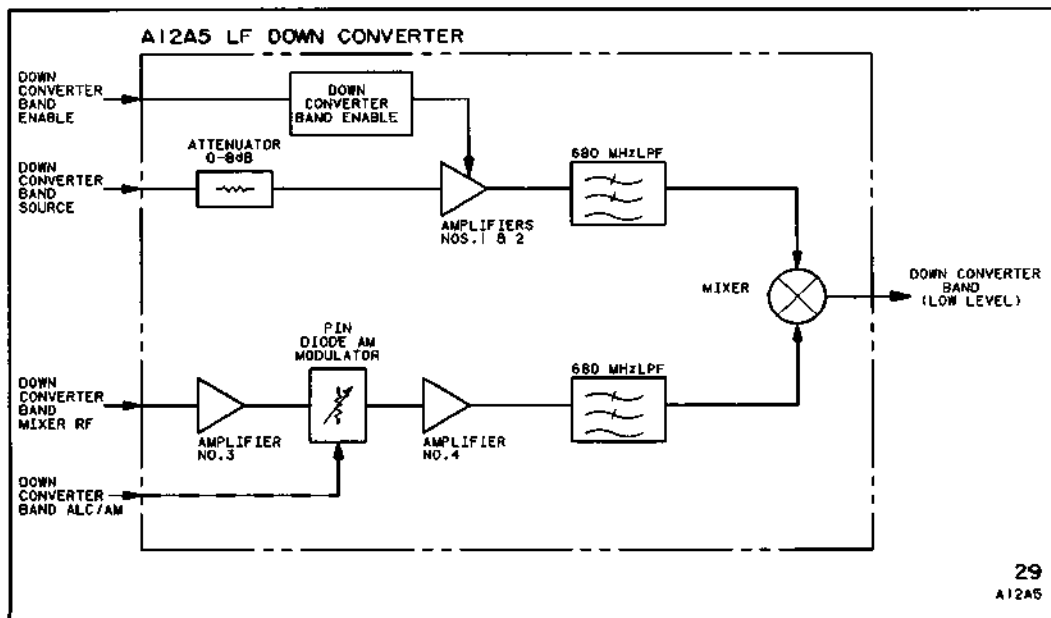 A12A5 LF DOWN CONVERTER
DOWN
CONVERTER
BAND
ENABLE
DOWN
CONVERTER
BAND ENABLE
ATTENUATOR
0-8dB
680 MHzLPF
DOWN
CONVERTER
BAND
SOURCE
AMPLIFIERS
NOS.1 & 2
MIXER
DOWN CONVERTER
BAND
(LOW LEVEL)
PIN
DIODE AM
MODULATOR
680 MHzLPF
DOWN
CONVERTER
BAND
MIXER RF
AMPLIFIER
NO.3
AMPLIFIER
NO.4
DOWN
CONVERTER
BAND ALC/AM
29
A12A5